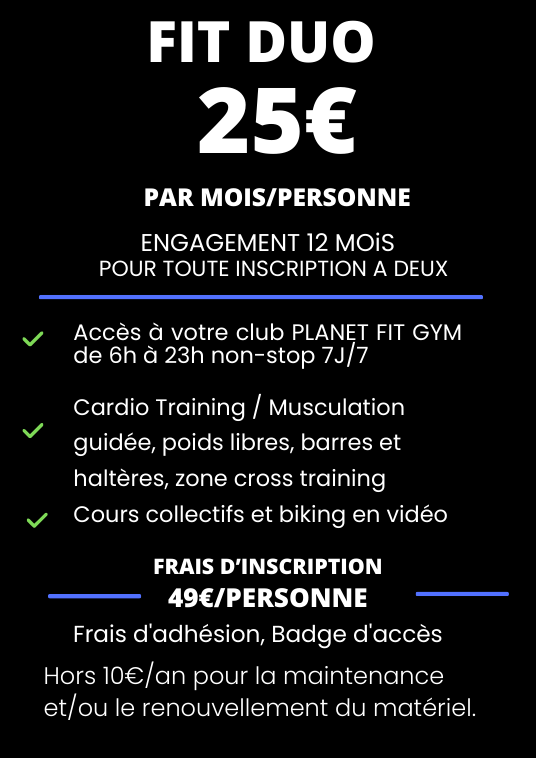 FIT DUO
25€
PAR MOIS/PERSONNE
ENGAGEMENT 12 MOiS
POUR TOUTE INSCRIPTION A DEUX
Accès à votre club PLANET FIT GYM
de 6h à 23h non-stop 7J/7
Cardio Training / Musculation
guidée, poids libres, barres et
haltères, zone cross training
Cours collectifs et biking en vidéo
FRAIS D’INSCRIPTION
49€/PERSONNE
Frais d'adhésion, Badge d'accès
Hors 10€/an pour la maintenance
et/ou le renouvellement du matériel.